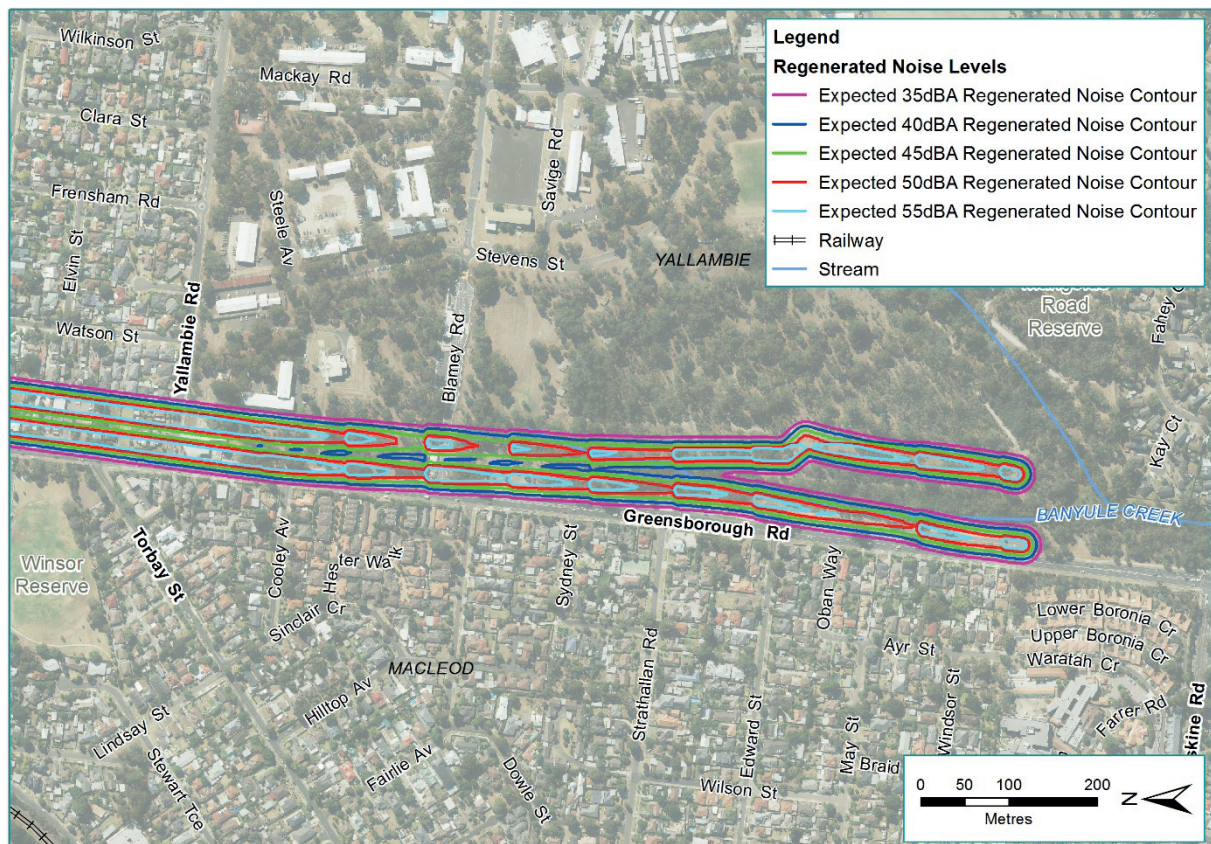 Legend
Regenerated Noise Levels
Expected 35dBA Regenerated Noise Contour
Expected 40dBA Regenerated Noise Contour
Expected 45dBA Regenerated Noise Contour
Expected 50dBA Regenerated Noise Contour
Expected 55dBA Regenerated Noise Contour
Railway
Stream
Wilkinson St
Mackay Rd
Clara St
Savige Rd
Frensham Rd
Steele Av
Elvin St
Stevens St
YALLAMBIE
Road
Reserve
Watson St
Yallambie Rd
Blamey Rd
Kay Ct
BANYULE CREEK
Greensborough Rd
Winsor
Reserve
Torbay St
Cooley Av
Sydney St
Oban Way
Sinclair Cr
MACLEOD
Strathallan Rd
Ayr St
Lower Boronia Cr
Upper Boronia Cr
Waratah Cr
Hilltop Av
Lindsay St
Stewart Tce
Fairlie Av
Dowle St
Edward St
May St
Windsor St
Farrer Rd
skine Rd
Braid
Wilson St
0 50 100 200
Metres
N